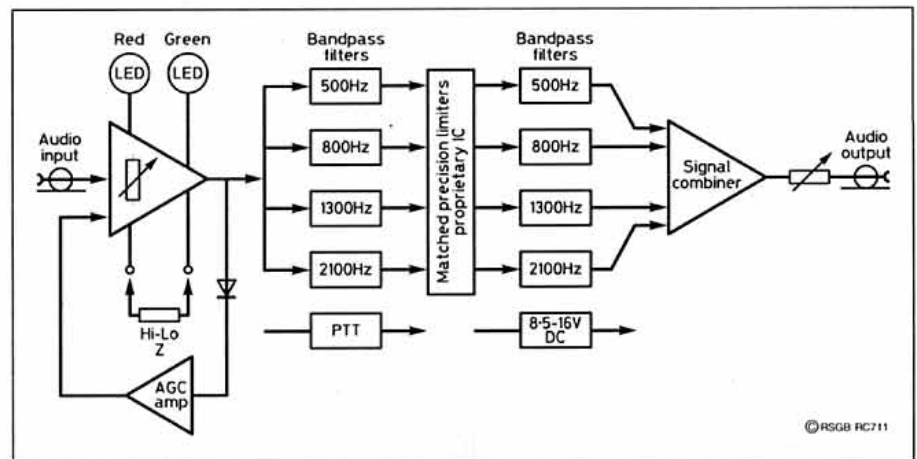 Red
Green
LED
LED
Audio
input
Hi-Lo
Z
AGC
amp
Bandpass
filters
500Hz
800Hz
1300Hz
2100Hz
PTT
Matched precision limiters
proprietary IC
Bandpass
filters
500Hz
800Hz
1300Hz
2100Hz
8·5-16V
DC
Signal
combiner
Audio
output
©RSGB RC711